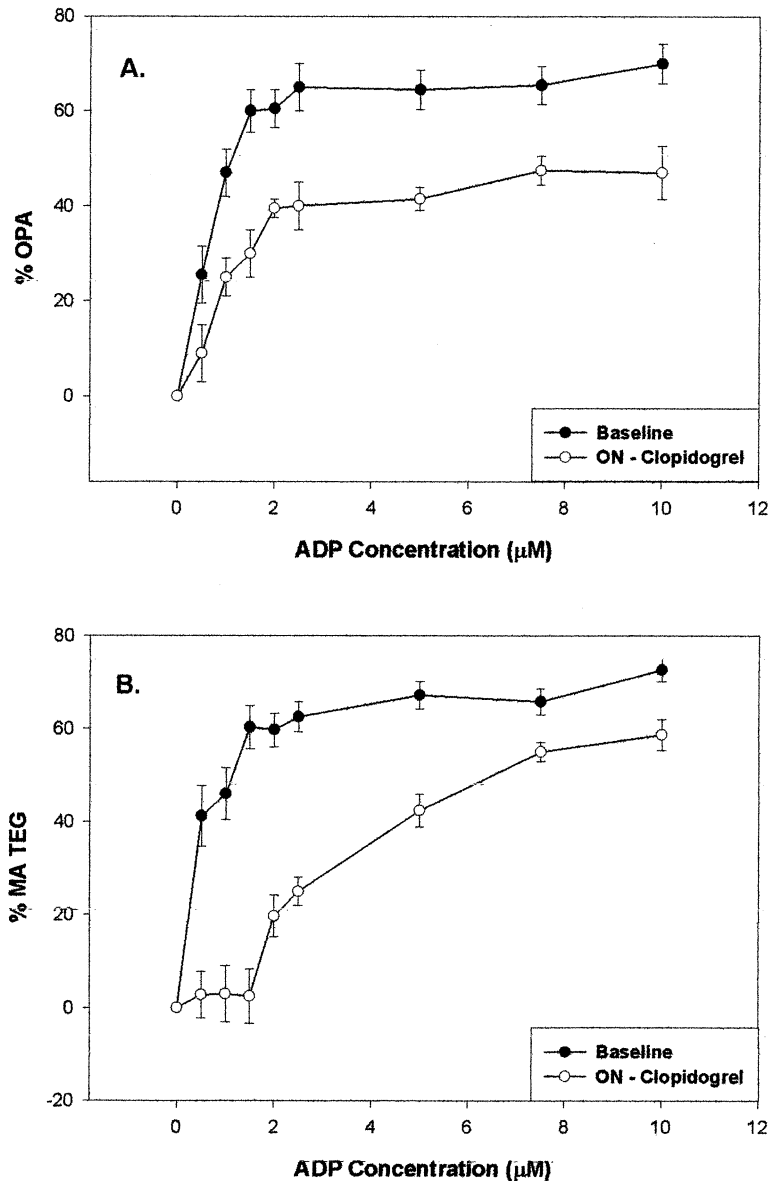 80
A.
60
40
% OPA
20
0
Baseline
ON - Clopidogrel
0 2 4 6 8 10 12
ADP Concentration (μM)
80
B.
60
40
% MA TEG
20
0
Baseline
ON - Clopidogrel
-20
0 2 4 6 8 10 12
ADP Concentration (μM)